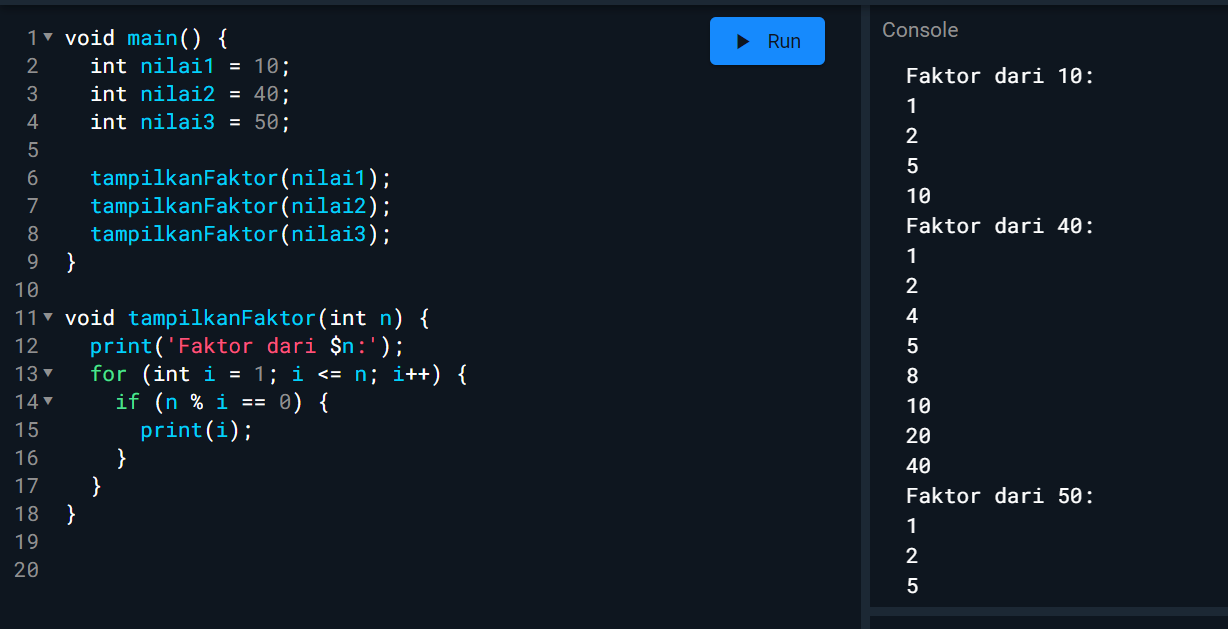 1 void main() {
2   int nilai1 = 10;
3   int nilai2 = 40;
4   int nilai3 = 50;
5
6   tampilkanFaktor(nilai1);
7   tampilkanFaktor(nilai2);
8   tampilkanFaktor(nilai3);
9 }
10
11 void tampilkanFaktor(int n) {
12   print('Faktor dari $n:');
13   for (int i = 1; i <= n; i++) {
14     if (n % i == 0) {
15       print(i);
16     }
17   }
18 }
19
20
Run
Console
Faktor dari 10:
1
2
5
10
Faktor dari 40:
1
2
4
5
8
10
20
40
Faktor dari 50:
1
2
5